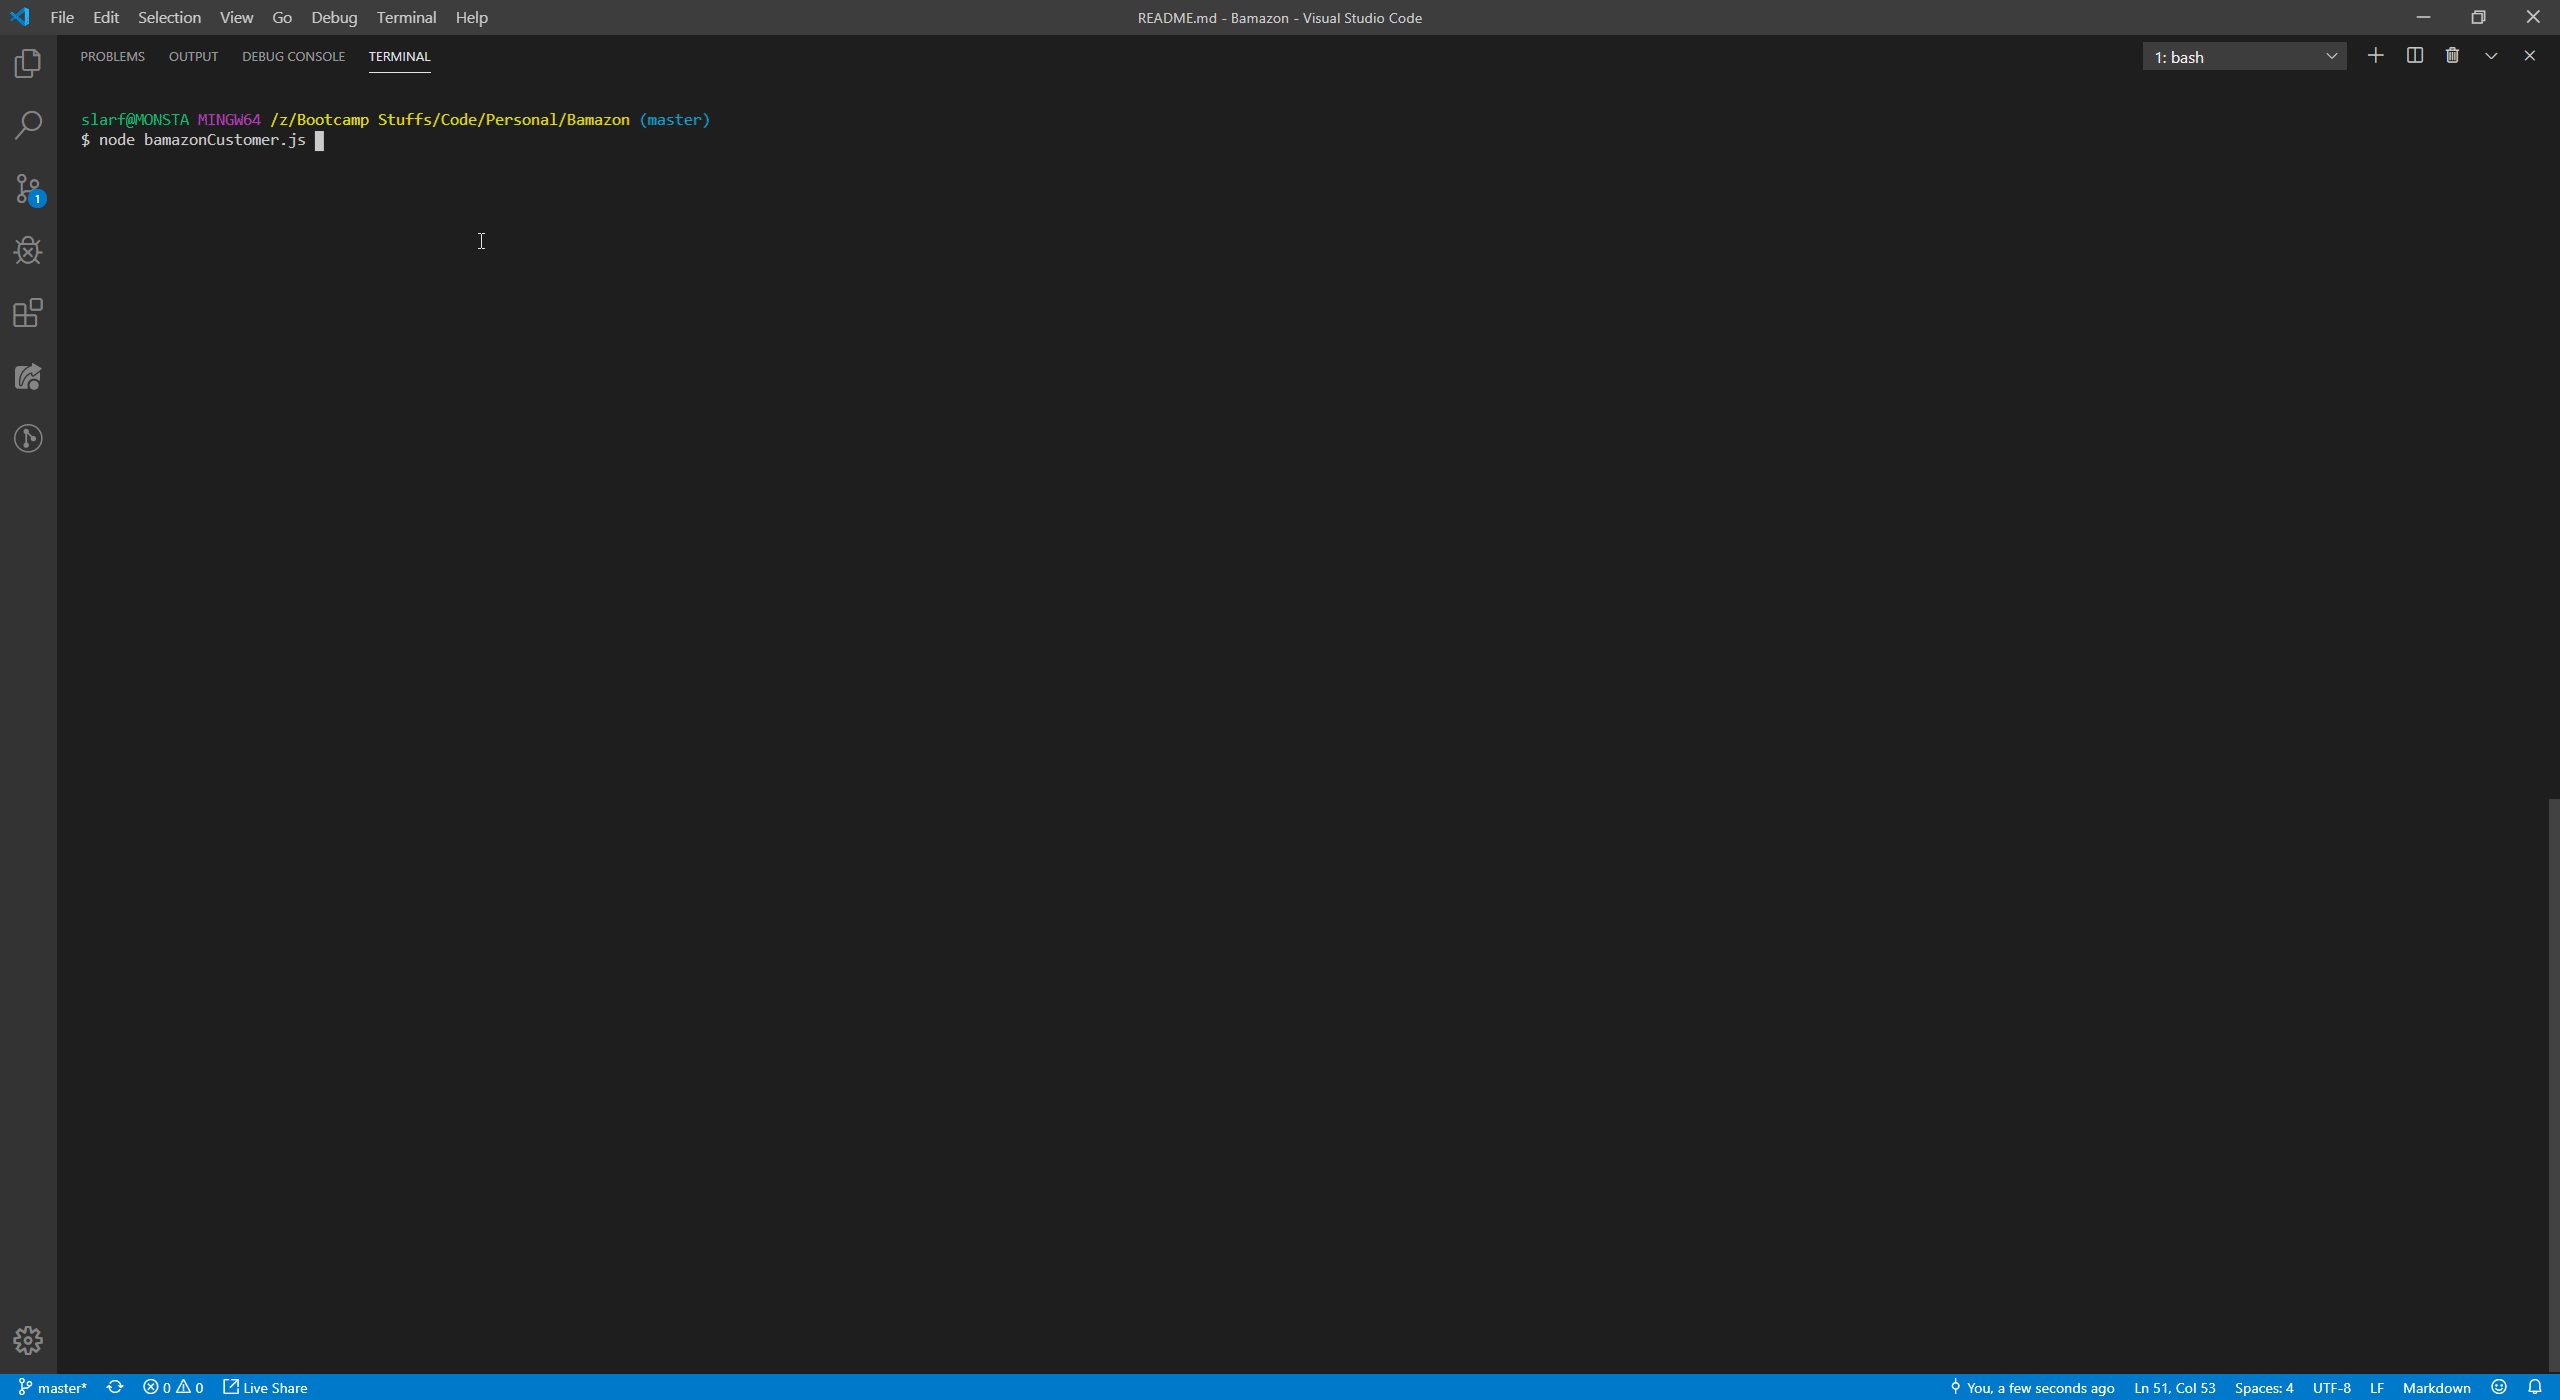 File Edit Selection View Go Debug Terminal Help README.md - Bamazon - Visual Studio Code
PROBLEMS OUTPUT DEBUG CONSOLE TERMINAL 1: bash
slarf@MONSTA MINGW64 /z/Bootcamp Stuffs/Code/Personal/Bamazon (master)
$ node bamazonCustomer.js
1
master* 0 0 Live Share You, a few seconds ago Ln 51, Col 53 Spaces: 4 UTF-8 LF Markdown